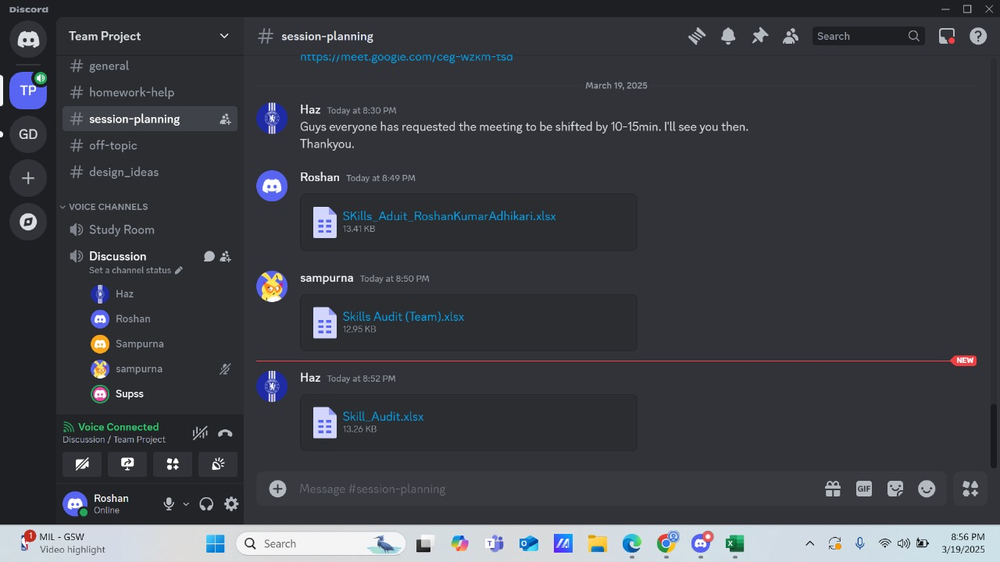 Discord
Team Project
general
homework-help
session-planning
off-topic
design_ideas
VOICE CHANNELS
Study Room
Discussion
Set a channel status
Haz
Roshan
Sampurna
sampurna
Supss
Voice Connected
Discussion / Team Project
Roshan
Online
TP
GD
session-planning
Search
https://meet.google.com/ceg-wzkm-tsd
March 19, 2025
Haz Today at 8:30 PM
Guys everyone has requested the meeting to be shifted by 10-15min. I'll see you then.
Thankyou.
Roshan Today at 8:49 PM
SKills_Aduit_RoshanKumarAdhikari.xlsx
13.41 KB
sampurna Today at 8:50 PM
Skills Audit (Team).xlsx
12.95 KB
NEW
Haz Today at 8:52 PM
Skill_Audit.xlsx
13.26 KB
Message #session-planning
GIF
1
MIL - GSW
Video highlight
Search
8:56 PM
3/19/2025